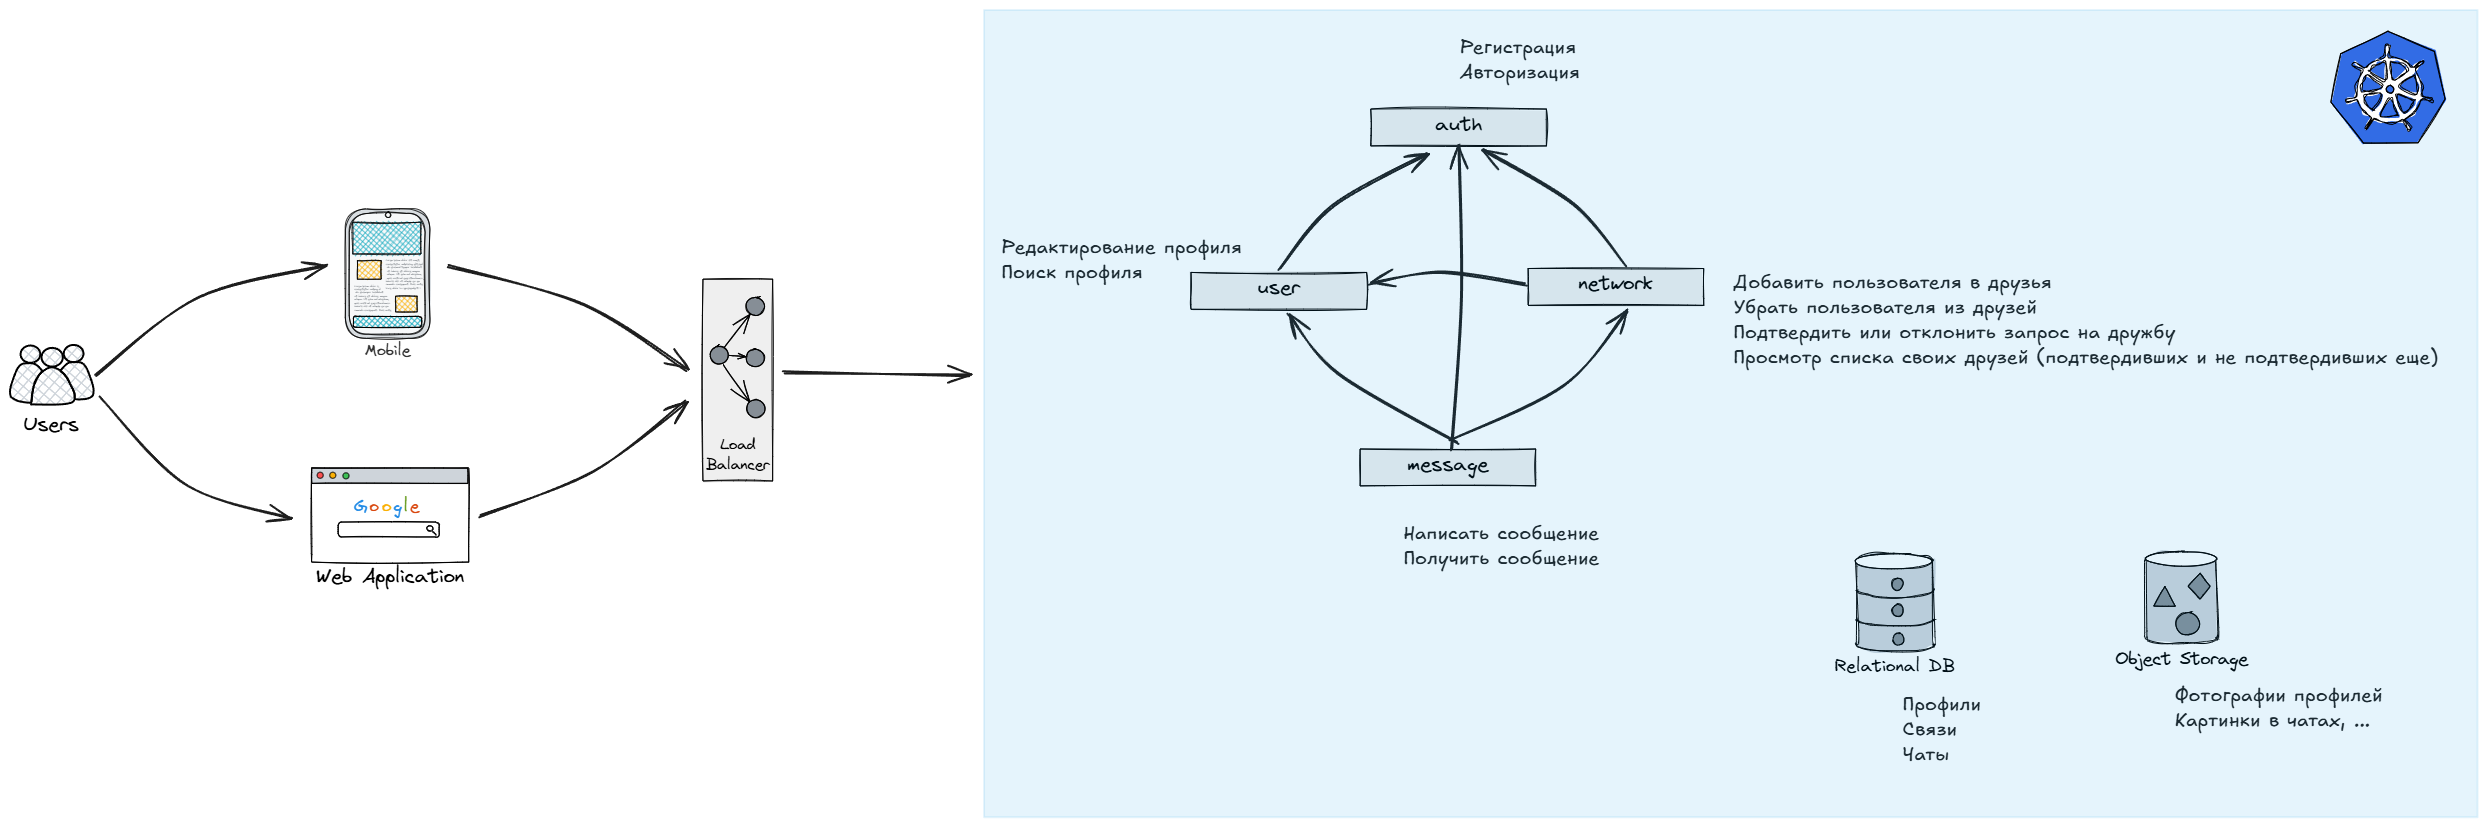 Регистрация
Авторизация
auth
Редактирование профиля
Поиск профиля
user
network
Добавить пользователя в друзья
Убрать пользователя из друзей
Подтвердить или отклонить запрос на дружбу
Просмотр списка своих друзей (подтвердивших и не подтвердивших еще)
Mobile
Users
Load
Balancer
message
Google
Web Application
Написать сообщение
Получить сообщение
Relational DB
Object Storage
Профили
Связи
Чаты
Фотографии профилей
Картинки в чатах, ...